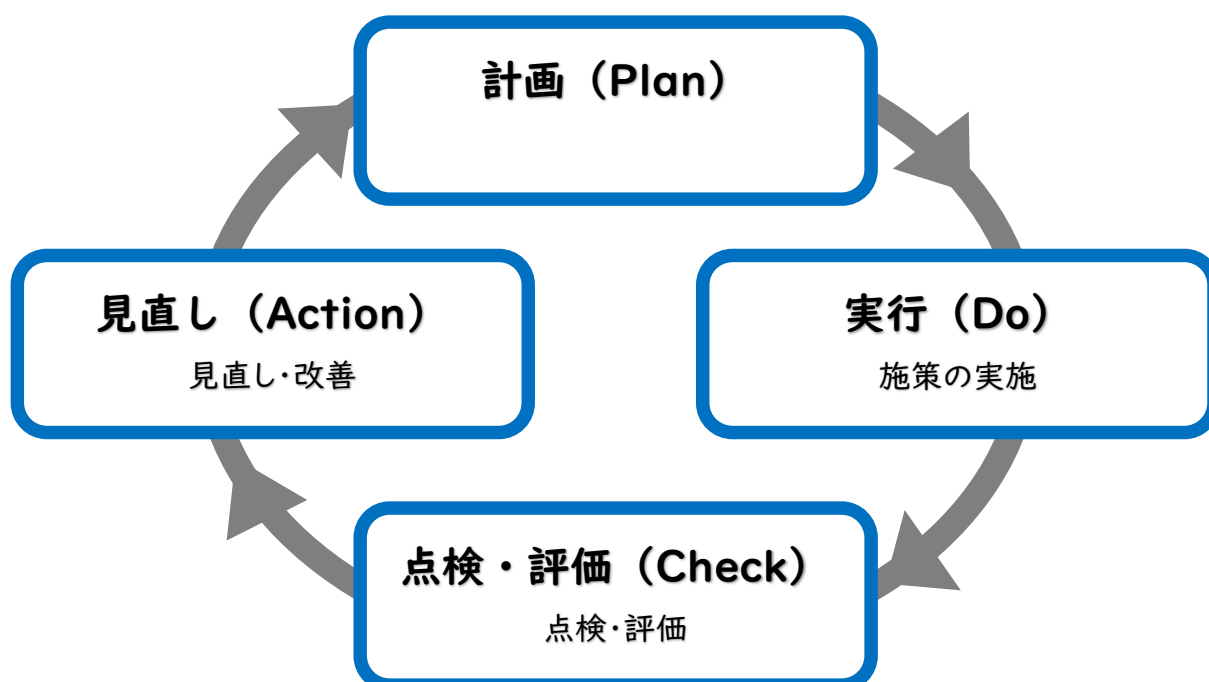 計画（Plan）
見直し（Action）
見直し・改善
実行（Do）
施策の実施
点検・評価（Check）
点検・評価